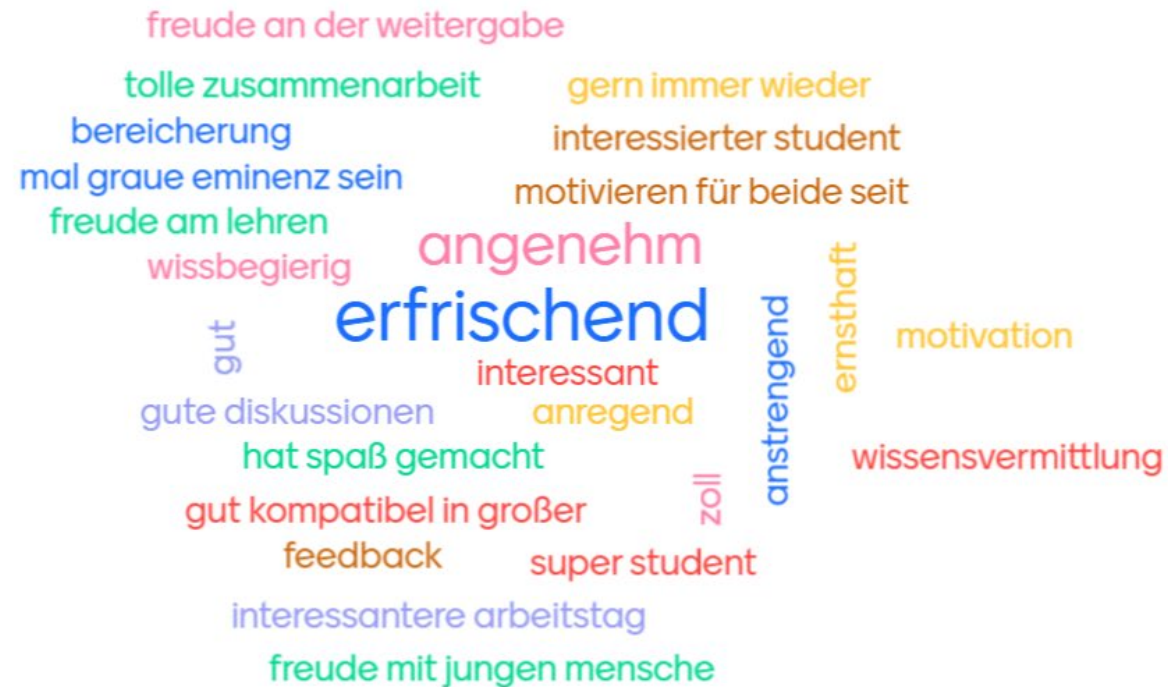 freude an der weitergabe
tolle zusammenarbeit
gern immer wieder
bereicherung
interessierter student
mal graue eminenz sein
motivieren für beide seit
freude am lehren
angenehm
wissbegierig
ernsthaft
erfrischend
anstrengend
gut
motivation
interessant
gute diskussionen
anregend
hat spaß gemacht
wissensvermittlung
zoll
gut kompatibel in großer
feedback
super student
interessantere arbeitstag
freude mit jungen mensche